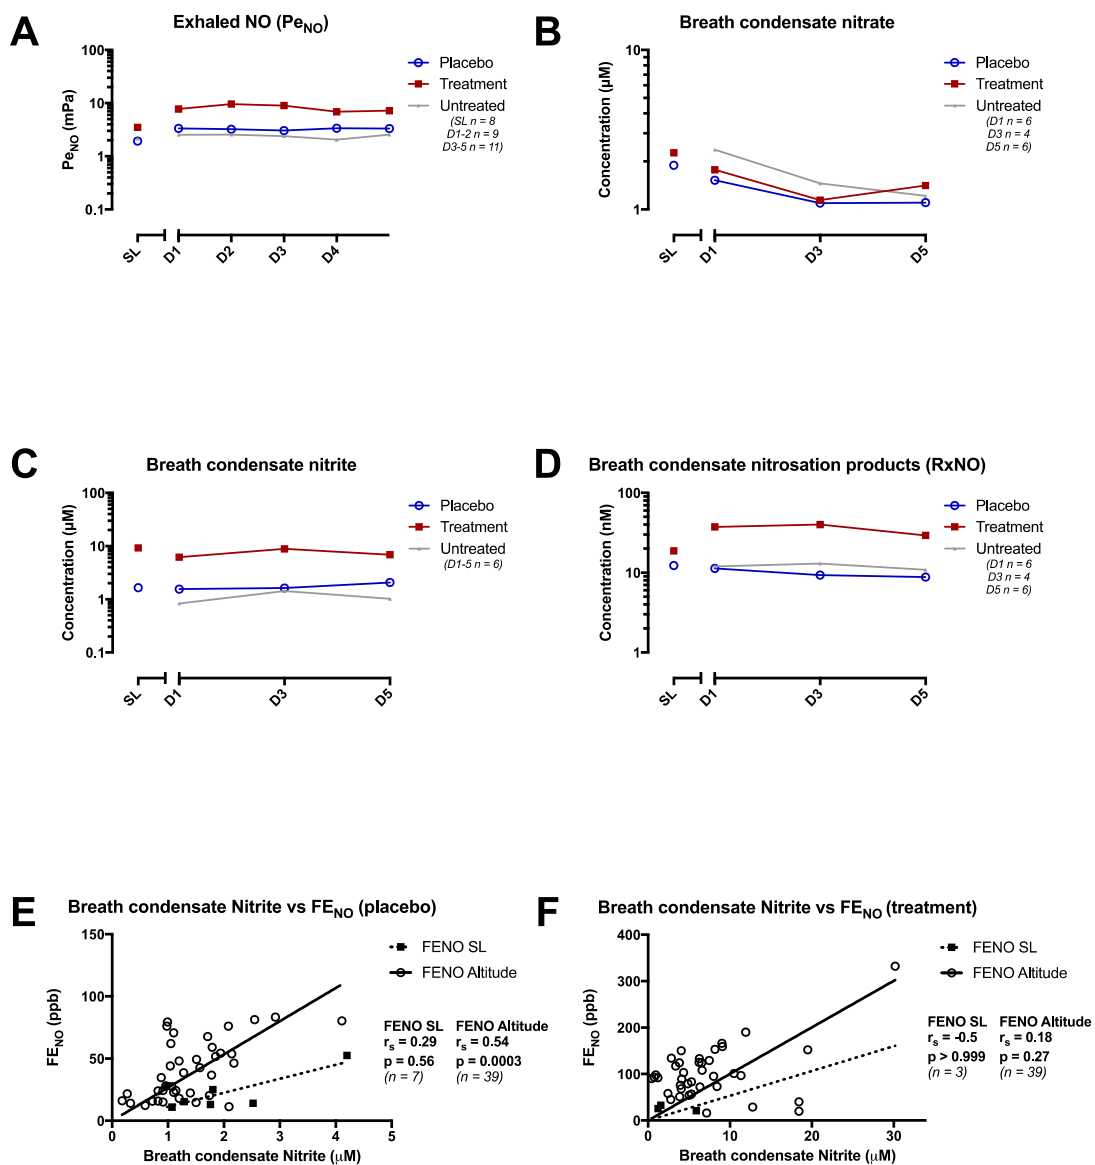 A
Exhaled NO (PeNO)
PeNO (mPa)
100
10
1
0.1
SL
D1
D2
D3
D4
Placebo
Treatment
Untreated
(SL n = 8
D1-2 n = 9
D3-5 n = 11)
B
Breath condensate nitrate
Concentration (µM)
10
1
SL
D1
D3
D5
Placebo
Treatment
Untreated
(D1 n = 6
D3 n = 4
D5 n = 6)
C
Breath condensate nitrite
Concentration (µM)
100
10
1
0.1
SL
D1
D3
D5
Placebo
Treatment
Untreated
(D1-5 n = 6)
D
Breath condensate nitrosation products (RxNO)
Concentration (nM)
100
10
1
SL
D1
D3
D5
Placebo
Treatment
Untreated
(D1 n = 6
D3 n = 4
D5 n = 6)
E
Breath condensate Nitrite vs FENO (placebo)
FENO (ppb)
150
100
50
0
0 1 2 3 4 5
Breath condensate Nitrite (µM)
FENO SL
FENO Altitude
FENO SL FENO Altitude
rs = 0.29 rs = 0.54
p = 0.56 p = 0.0003
(n = 7) (n = 39)
F
Breath condensate Nitrite vs FENO (treatment)
FENO (ppb)
400
300
200
100
0
0 10 20 30
Breath condensate Nitrite (µM)
FENO SL
FENO Altitude
FENO SL FENO Altitude
rs = -0.5 rs = 0.18
p > 0.999 p = 0.27
(n = 3) (n = 39)